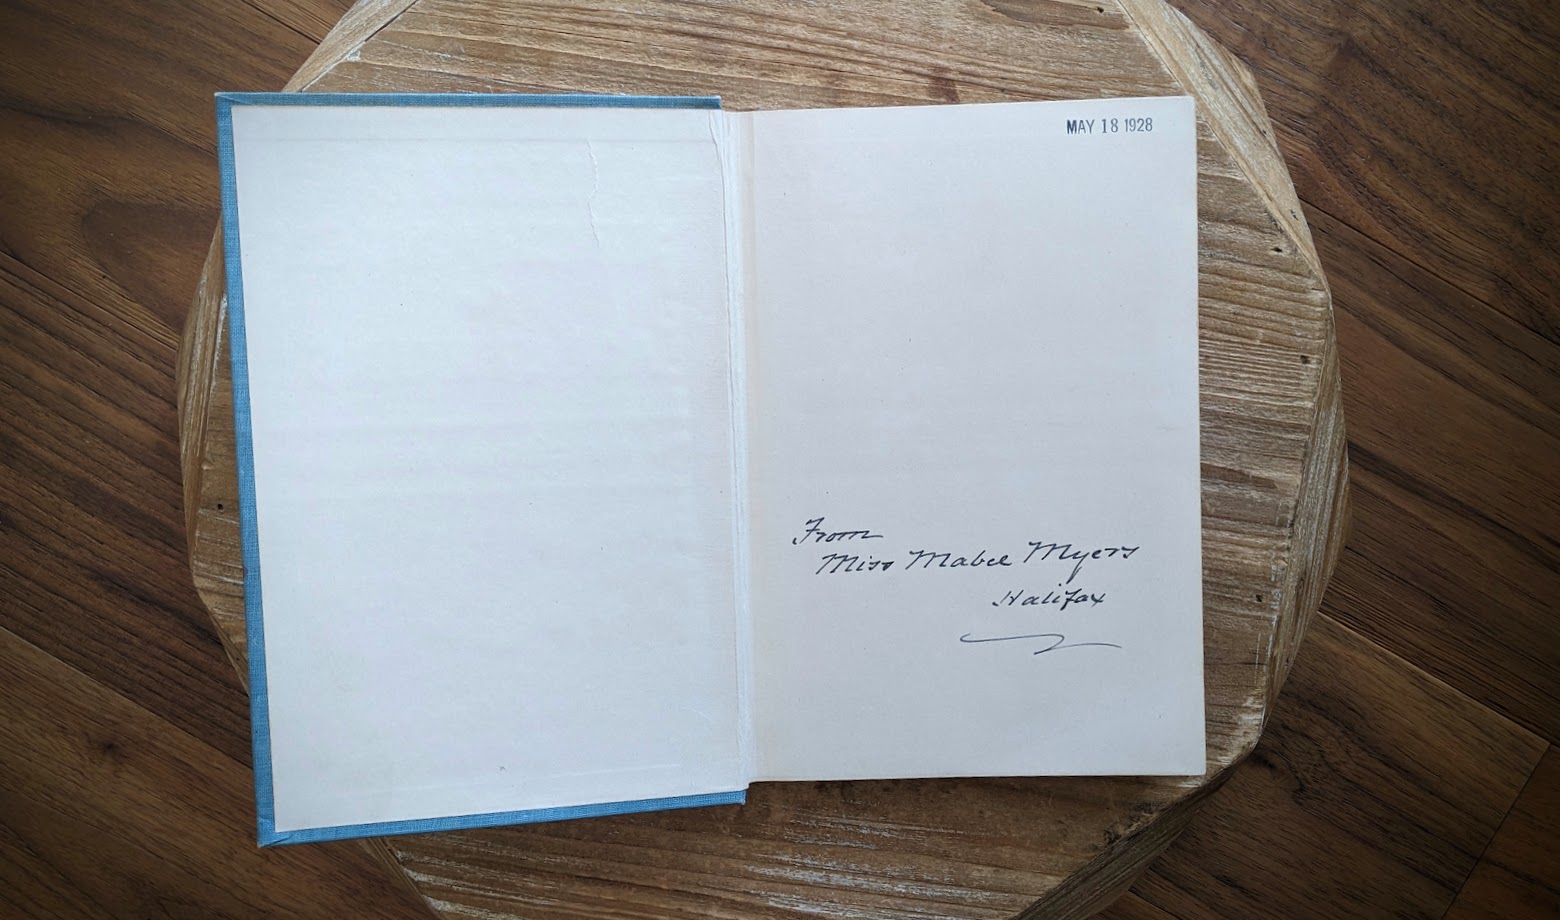 MAY 18 1928
From
Miss Mabel Myers
Halifax